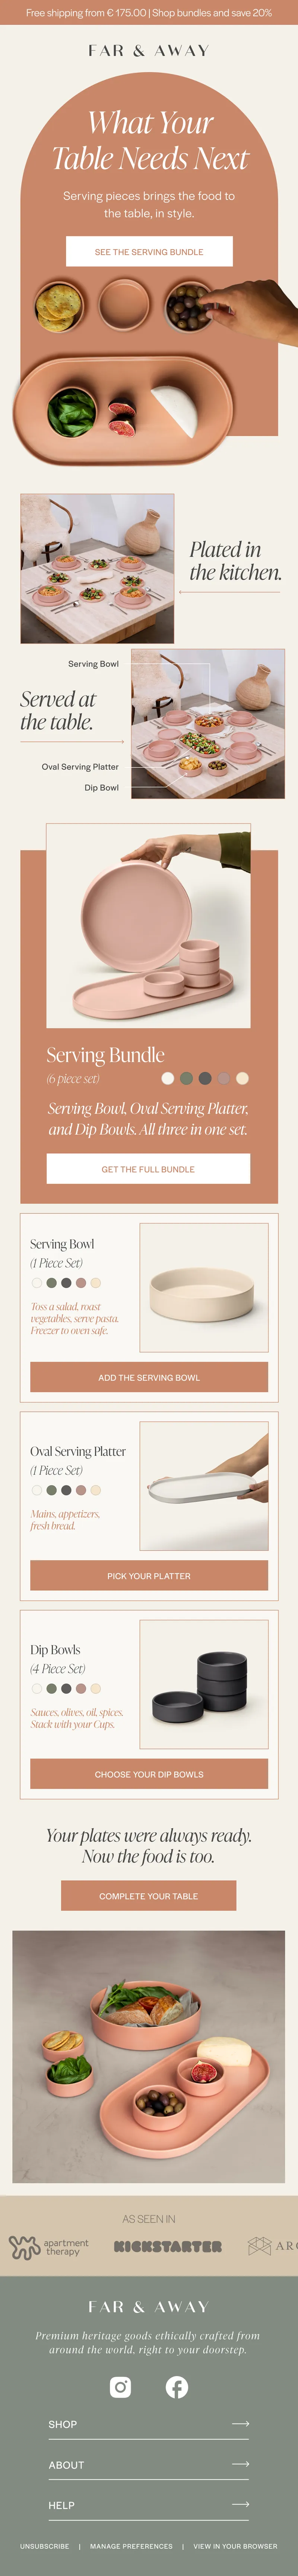 Free shipping from € 175.00 | Shop bundles and save 20%
FAR & AWAY
What Your
Table Needs Next
Serving pieces brings the food to
the table, in style.
SEE THE SERVING BUNDLE
Plated in
the kitchen.
Serving Bowl
Served at
the table.
Oval Serving Platter
Dip Bowl
Serving Bundle
(6 piece set)
Serving Bowl, Oval Serving Platter,
and Dip Bowls. All three in one set.
GET THE FULL BUNDLE
Serving Bowl
(1 Piece Set)
Toss a salad, roast
vegetables, serve pasta.
Freezer to oven safe.
ADD THE SERVING BOWL
Oval Serving Platter
(1 Piece Set)
Mains, appetizers,
fresh bread.
PICK YOUR PLATTER
Dip Bowls
(4 Piece Set)
Sauces, olives, oil, spices.
Stack with your Cups.
CHOOSE YOUR DIP BOWLS
Your plates were always ready.
Now the food is too.
COMPLETE YOUR TABLE
AS SEEN IN
apartment
therapy
KICKSTARTER
FAR & AWAY
Premium heritage goods ethically crafted from
around the world, right to your doorstep.
SHOP
ABOUT
HELP
UNSUBSCRIBE | MANAGE PREFERENCES | VIEW IN YOUR BROWSER